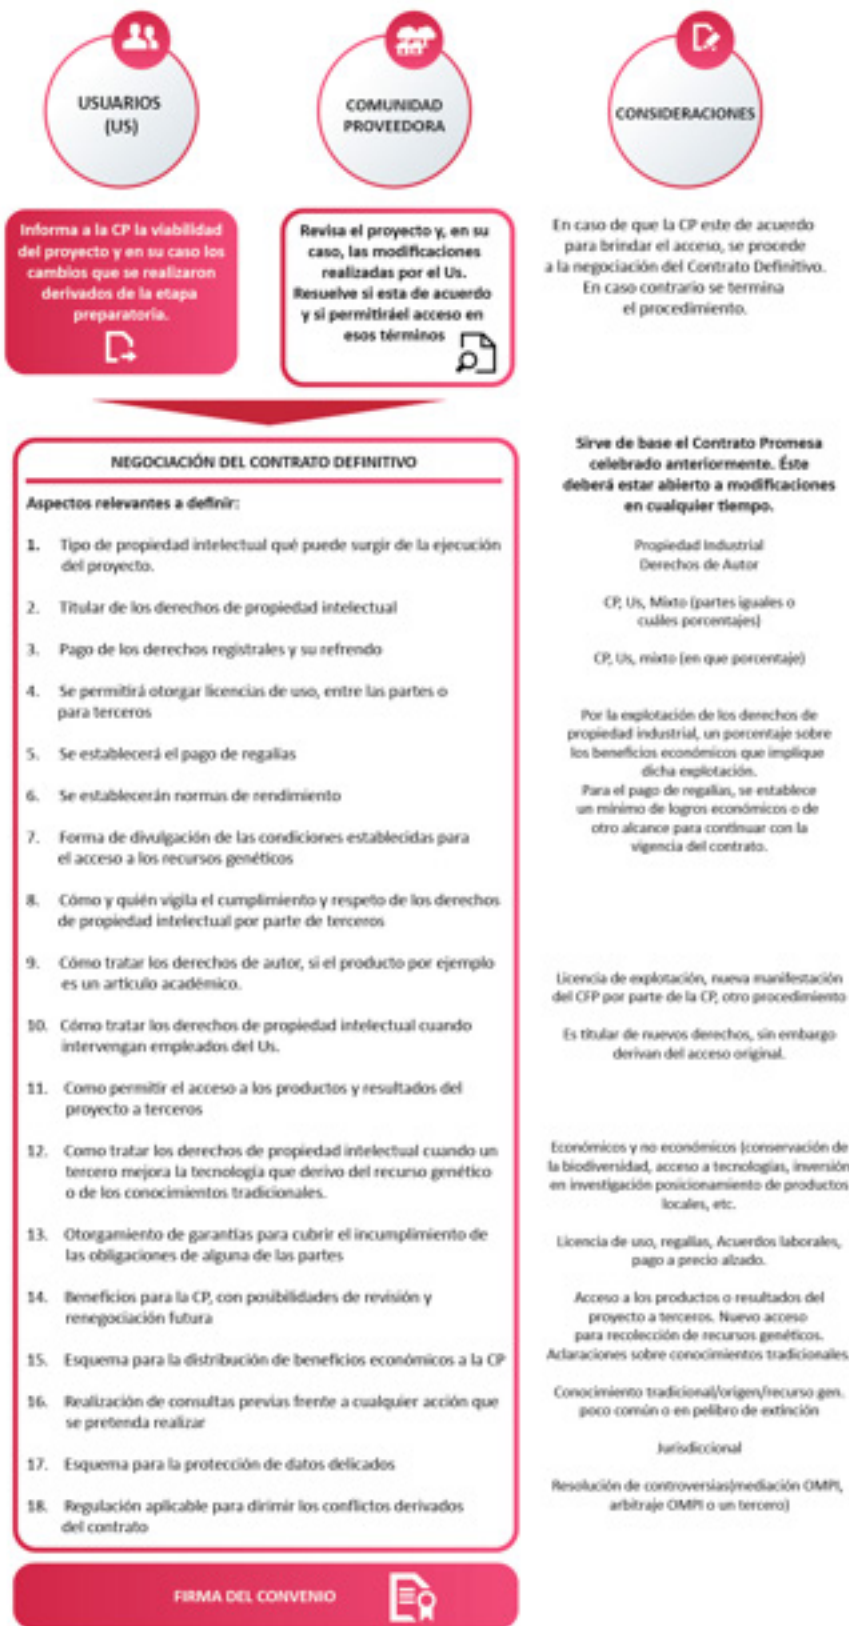 USUARIOS
(US)
COMUNIDAD
PROVEEDORA
CONSIDERACIONES
Informa a la CP la viabilidad
del proyecto y en su caso los
cambios que se realizaron
derivados de la etapa
preparatoria.
Revisa el proyecto y, en su
caso, las modificaciones
realizadas por el Us.
Resuelve si esta de acuerdo
y si permitiráel acceso en
esos términos
En caso de que la CP este de acuerdo
para brindar el acceso, se procede
a la negociación del Contrato Definitivo.
En caso contrario se termina
el procedimiento.
NEGOCIACIÓN DEL CONTRATO DEFINITIVO
Aspectos relevantes a definir:
1. Tipo de propiedad intelectual qué puede surgir de la ejecución
del proyecto.
2. Titular de los derechos de propiedad intelectual
3. Pago de los derechos registrales y su refrendo
4. Se permitirá otorgar licencias de uso, entre las partes o
para terceros
5. Se establecerá el pago de regalias
6. Se establecerán normas de rendimiento
7. Forma de divulgación de las condiciones establecidas para
el acceso a los recursos genéticos
8. Cómo y quién vigila el cumplimiento y respeto de los derechos
de propiedad intelectual por parte de terceros
9. Cómo tratar los derechos de autor, si el producto por ejemplo
es un artículo académico.
10. Cómo tratar los derechos de propiedad intelectual cuando
intervengan empleados del Us.
11. Como permitir el acceso a los productos y resultados del
proyecto a terceros
12. Como tratar los derechos de propiedad intelectual cuando un
tercero mejora la tecnología que derivo del recurso genético
o de los conocimientos tradicionales.
13. Otorgamiento de garantías para cubrir el incumplimiento de
las obligaciones de alguna de las partes
14. Beneficios para la CP, con posibilidades de revisión y
renegociación futura
15. Esquema para la distribución de beneficios económicos a la CP
16. Realización de consultas previas frente a cualquier acción que
se pretenda realizar
17. Esquema para la protección de datos delicados
18. Regulación aplicable para dirimir los conflictos derivados
del contrato
Sirve de base el Contrato Promesa
celebrado anteriormente. Éste
deberá estar abierto a modificaciones
en cualquier tiempo.
Propiedad Industrial
Derechos de Autor
CP, Us, Mixto (partes iguales o
cuáles porcentajes)
CP, Us, mixto (en que porcentaje)
Por la explotación de los derechos de
propiedad industrial, un porcentaje sobre
los beneficios económicos que implique
dicha explotación.
Para el pago de regalias, se establece
un mínimo de logros económicos o de
otro alcance para continuar con la
vigencia del contrato.
Licencia de explotación, nueva manifestación
del CFP por parte de la CP, otro procedimiento
Es titular de nuevos derechos, sin embargo
derivan del acceso original.
Económicos y no económicos (conservación de
la biodiversidad, acceso a tecnologías, inversión
en investigación posicionamiento de productos
locales, etc.
Licencia de uso, regalías, Acuerdos laborales,
pago a precio alzado.
Acceso a los productos o resultados del
proyecto a terceros. Nuevo acceso
para recolección de recursos genéticos.
Aclaraciones sobre conocimientos tradicionales.
Conocimiento tradicional/origen/recurso gen.
poco común o en pelibro de extinción
Jurisdiccional
Resolución de controversias(mediación OMPI,
arbitraje OMPI o un tercero)
FIRMA DEL CONVENIO